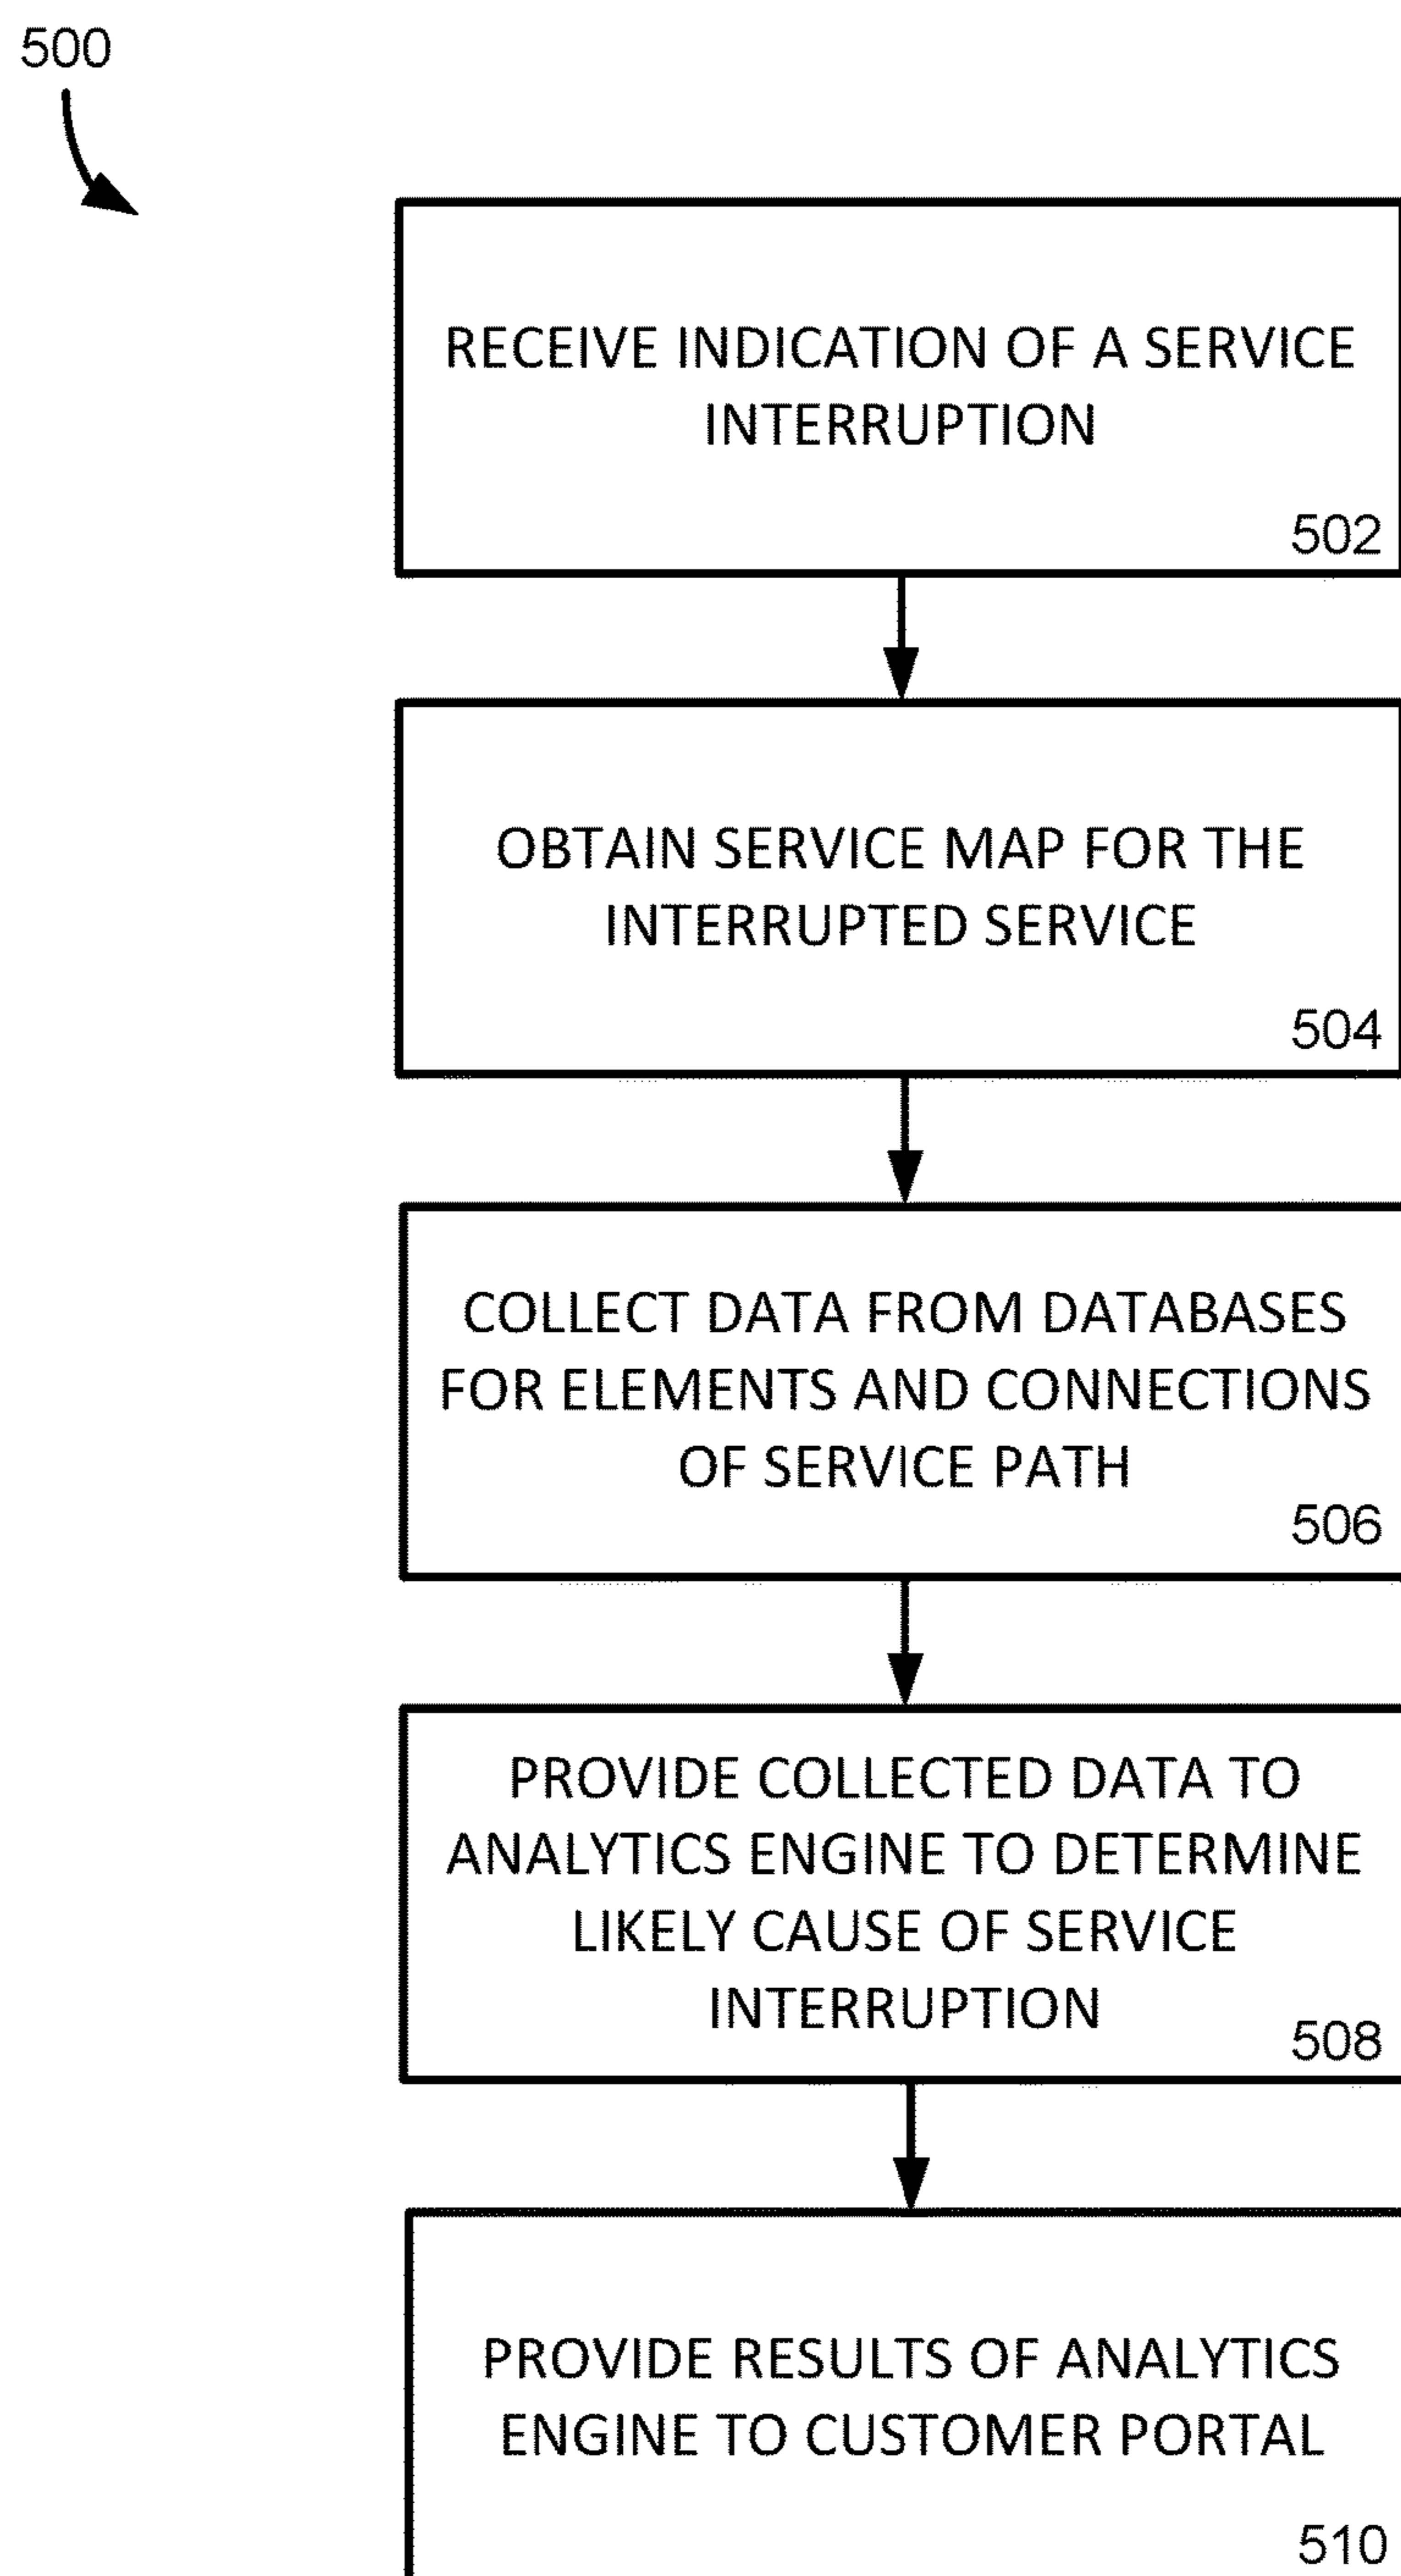 500
RECEIVE INDICATION OF A SERVICE
INTERRUPTION
502
OBTAIN SERVICE MAP FOR THE
INTERRUPTED SERVICE
504
COLLECT DATA FROM DATABASES
FOR ELEMENTS AND CONNECTIONS
OF SERVICE PATH
506
PROVIDE COLLECTED DATA TO
ANALYTICS ENGINE TO DETERMINE
LIKELY CAUSE OF SERVICE
INTERRUPTION
508
PROVIDE RESULTS OF ANALYTICS
ENGINE TO CUSTOMER PORTAL
510